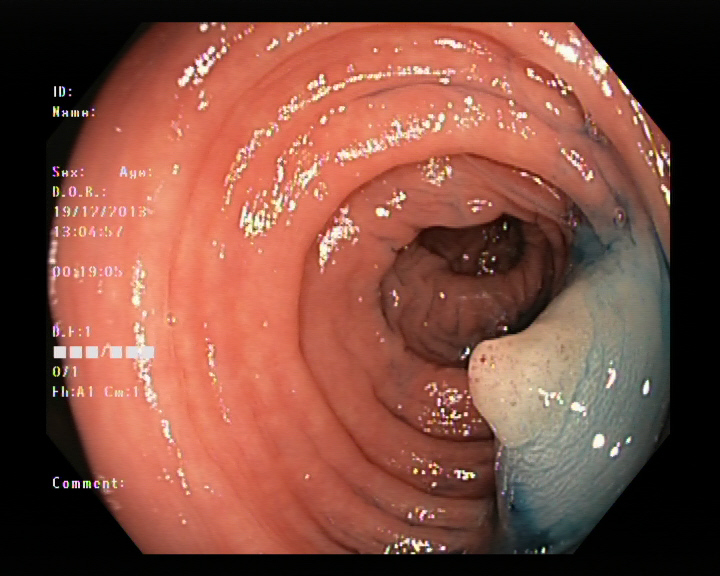 ID:
Name:
Sex: Age:
D.O.B.:
19/12/2013
13:04:57
00:19:05
D.F:1
■■■/■■■
0/1
Eh:A1 Cm:1
Comment: